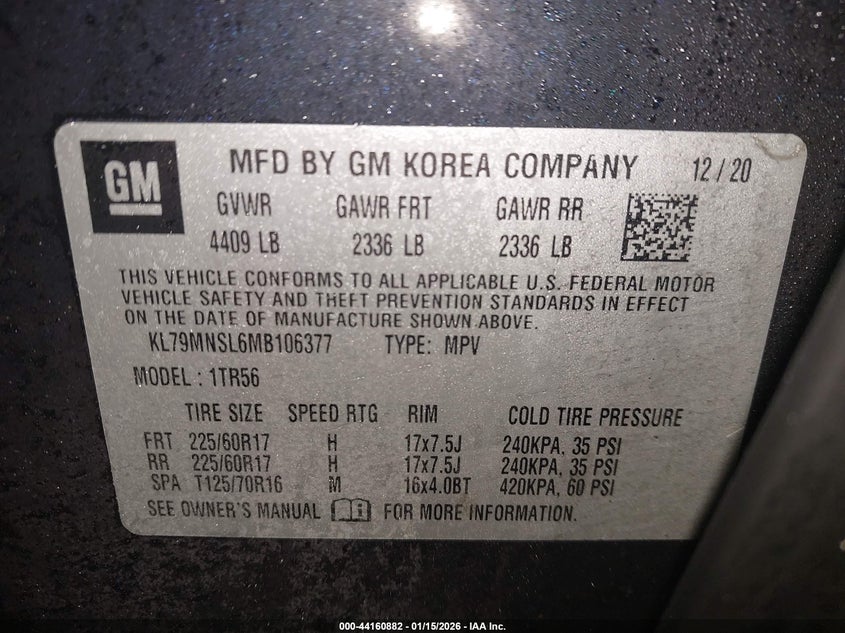 GM MFD BY GM KOREA COMPANY 12/20
GVWR GAWR FRT GAWR RR
4409 LB 2336 LB 2336 LB
THIS VEHICLE CONFORMS TO ALL APPLICABLE U.S. FEDERAL MOTOR
VEHICLE SAFETY AND THEFT PREVENTION STANDARDS IN EFFECT
ON THE DATE OF MANUFACTURE SHOWN ABOVE.
KL79MNSL6MB106377 TYPE: MPV
MODEL : 1TR56
TIRE SIZE SPEED RTG RIM COLD TIRE PRESSURE
FRT 225/60R17 H 17x7.5J 240KPA, 35 PSI
RR 225/60R17 H 17x7.5J 240KPA, 35 PSI
SPA T125/70R16 M 16x4.0BT 420KPA, 60 PSI
SEE OWNER'S MANUAL FOR MORE INFORMATION.
000-44160882 - 01/15/2026 - IAA Inc.